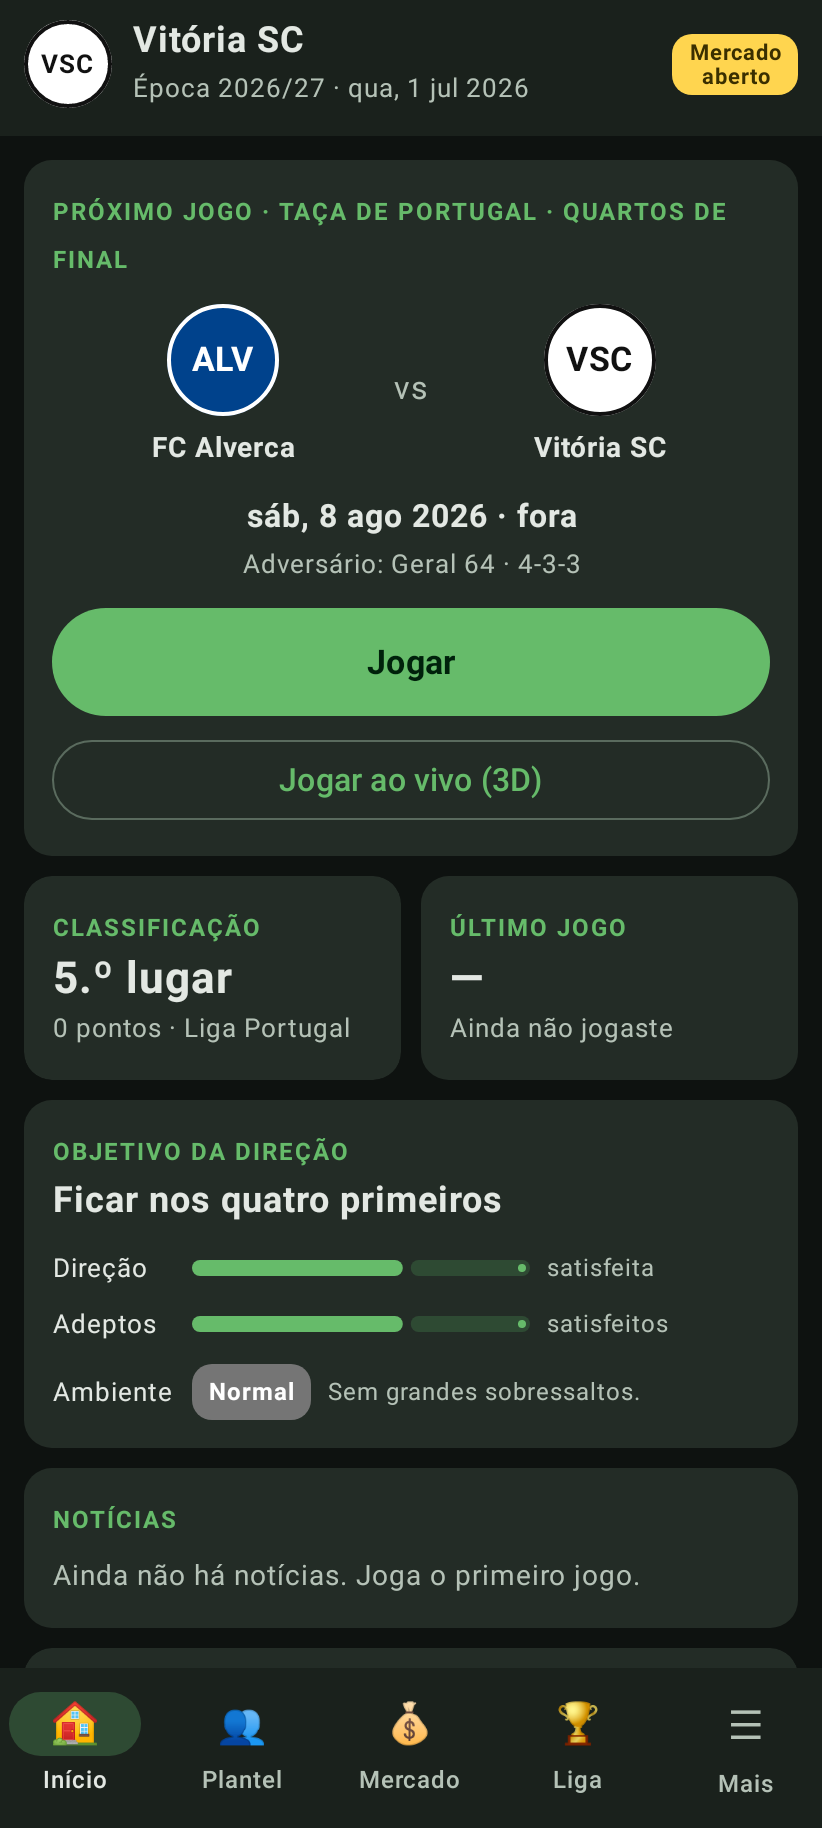 VSC
Vitória SC
Época 2026/27 · qua, 1 jul 2026
Mercado
aberto
PRÓXIMO JOGO · TAÇA DE PORTUGAL · QUARTOS DE
FINAL
ALV
vs
VSC
FC Alverca
Vitória SC
sáb, 8 ago 2026 · fora
Adversário: Geral 64 · 4-3-3
Jogar
Jogar ao vivo (3D)
CLASSIFICAÇÃO
5.º lugar
0 pontos · Liga Portugal
ÚLTIMO JOGO
—
Ainda não jogaste
OBJETIVO DA DIREÇÃO
Ficar nos quatro primeiros
Direção satisfeita
Adeptos satisfeitos
Ambiente Normal Sem grandes sobressaltos.
NOTÍCIAS
Ainda não há notícias. Joga o primeiro jogo.
Início
Plantel
Mercado
Liga
Mais